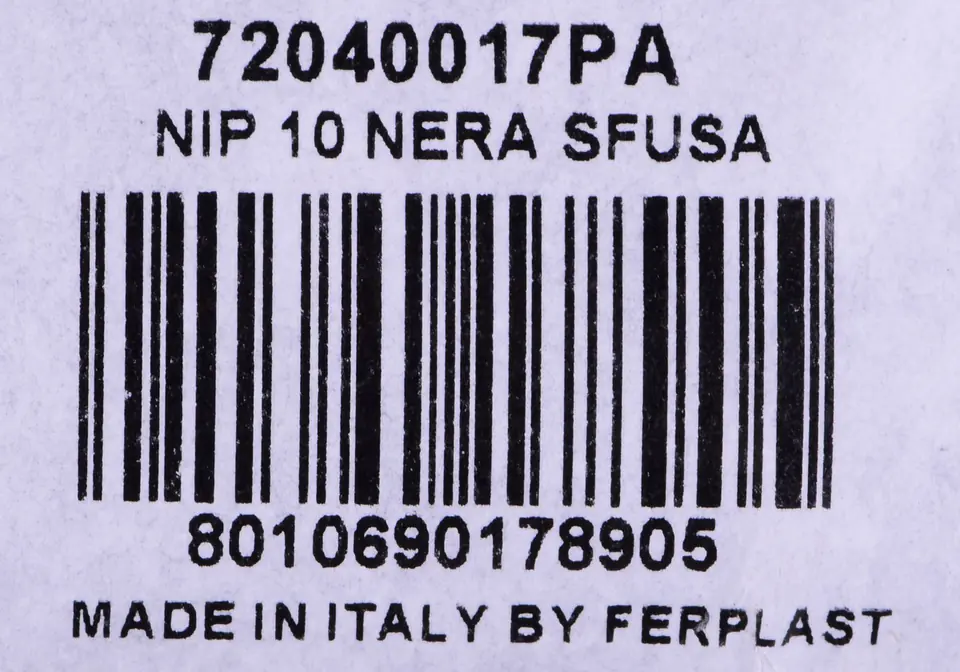 72040017PA
NIP 10 NERA SFUSA
8010690178905
MADE IN ITALY BY FERPLAST